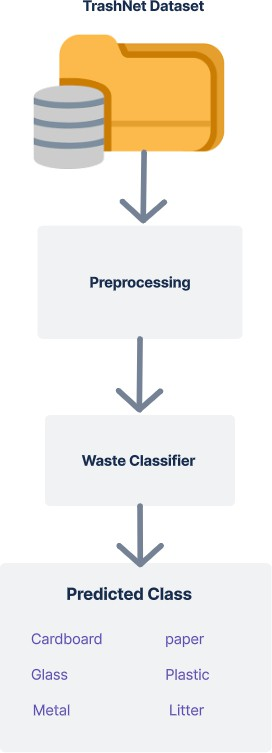 TrashNet Dataset
Preprocessing
Waste Classifier
Predicted Class
Cardboard paper
Glass Plastic
Metal Litter